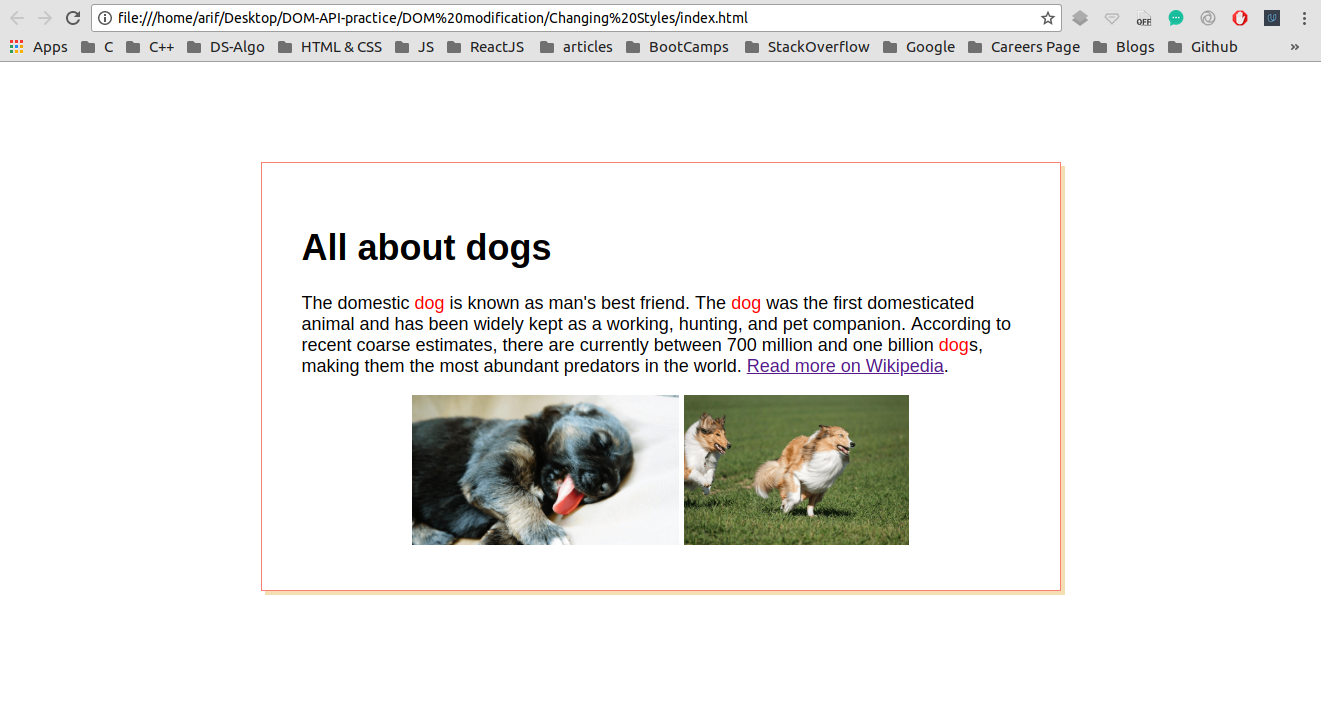 file:///home/arif/Desktop/DOM-API-practice/DOM%20modification/Changing%20Styles/index.html
OFF
Apps C C++ DS-Algo HTML & CSS JS ReactJS articles BootCamps StackOverflow Google Careers Page Blogs Github »
All about dogs
The domestic dog is known as man's best friend. The dog was the first domesticated
animal and has been widely kept as a working, hunting, and pet companion. According to
recent coarse estimates, there are currently between 700 million and one billion dogs,
making them the most abundant predators in the world. Read more on Wikipedia.